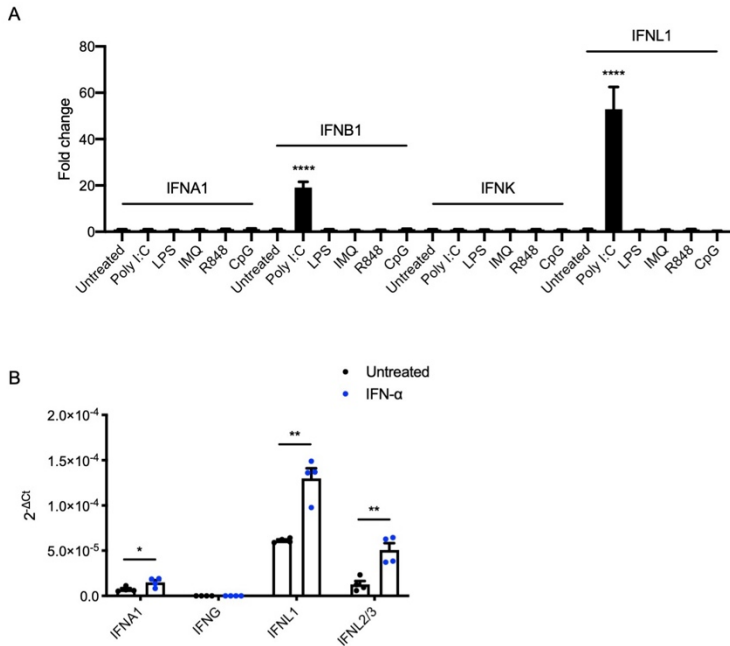 A
IFNL1
80
60
40
20
0
Fold change
****
IFNB1
****
IFNA1
IFNK
Untreated
Poly I:C
LPS
IMQ
R848
CpG
Untreated
Poly I:C
LPS
IMQ
R848
CpG
Untreated
Poly I:C
LPS
IMQ
R848
CpG
Untreated
Poly I:C
LPS
IMQ
R848
CpG
B
Untreated
IFN-α
2.0×10⁻⁴
1.5×10⁻⁴
1.0×10⁻⁴
5.0×10⁻⁵
0.0
2⁻ΔCt
*
**
**
IFNA1
IFNG
IFNL1
IFNL2/3